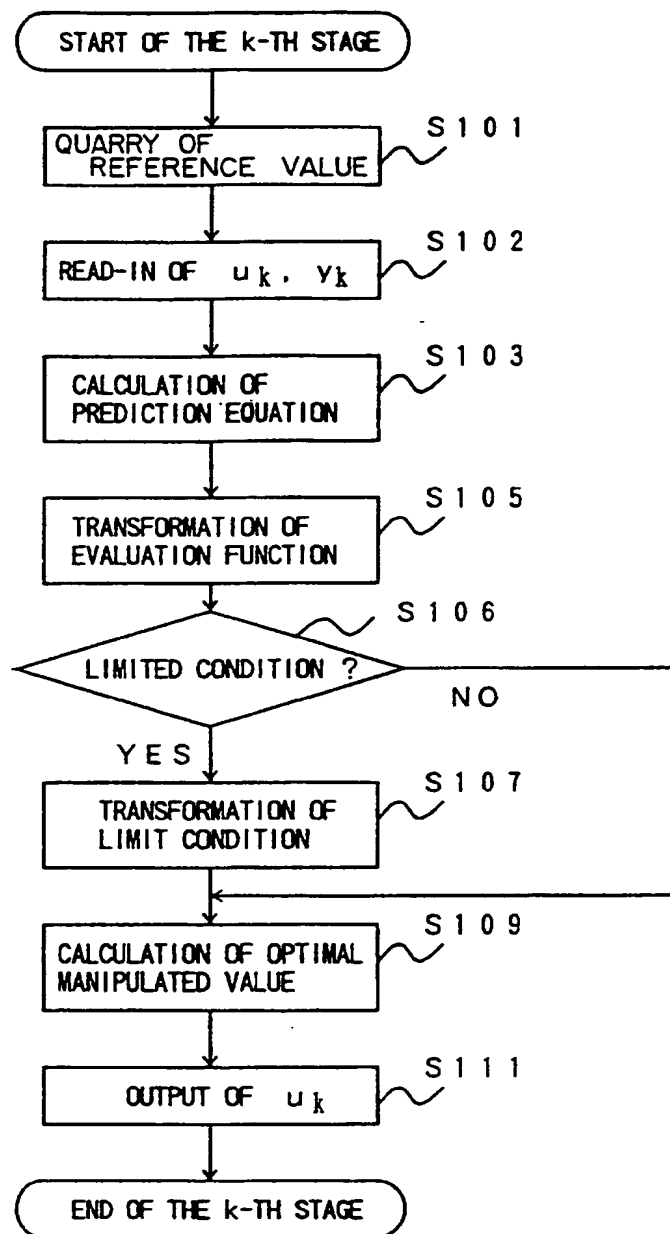 START OF THE k-TH STAGE
S101
QUARRY OF
REFERENCE VALUE
S102
READ-IN OF uk, yk
S103
CALCULATION OF
PREDICTION EQUATION
S105
TRANSFORMATION OF
EVALUATION FUNCTION
S106
LIMITED CONDITION ?
NO
YES
S107
TRANSFORMATION OF
LIMIT CONDITION
S109
CALCULATION OF OPTIMAL
MANIPULATED VALUE
S111
OUTPUT OF uk
END OF THE k-TH STAGE